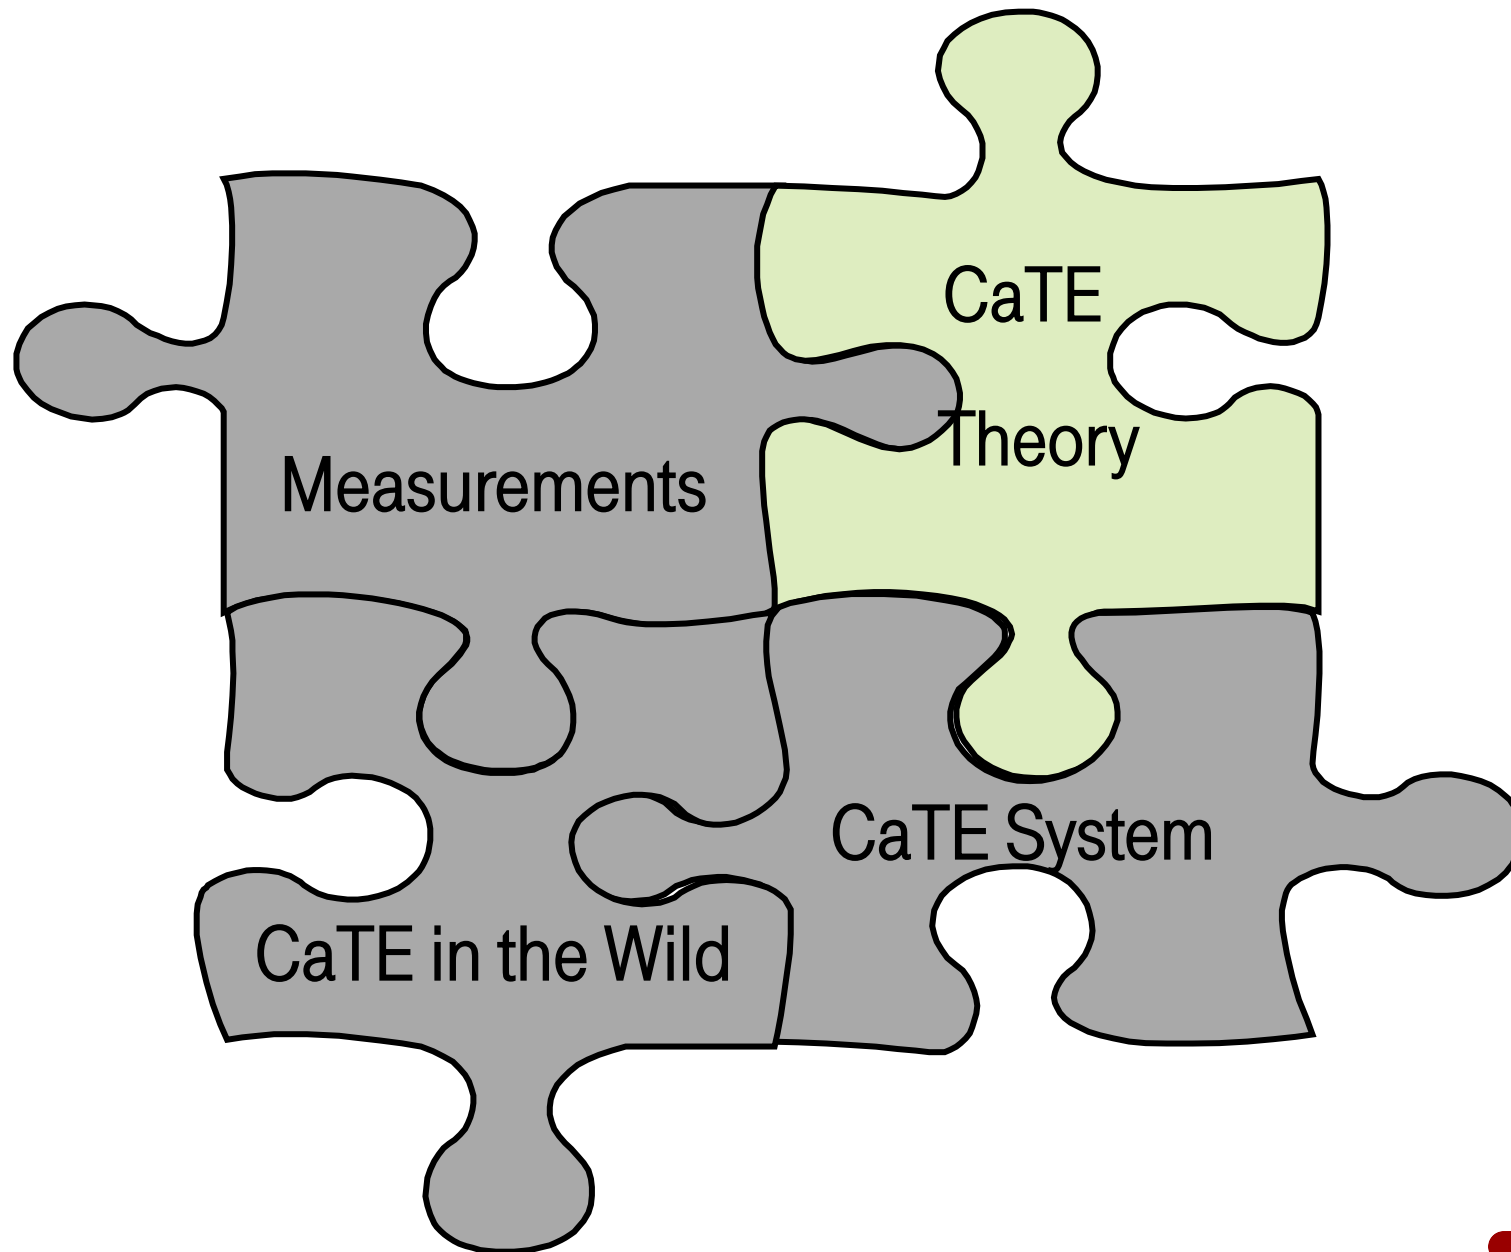 CaTE
Theory
Measurements
CaTE System
CaTE in the Wild